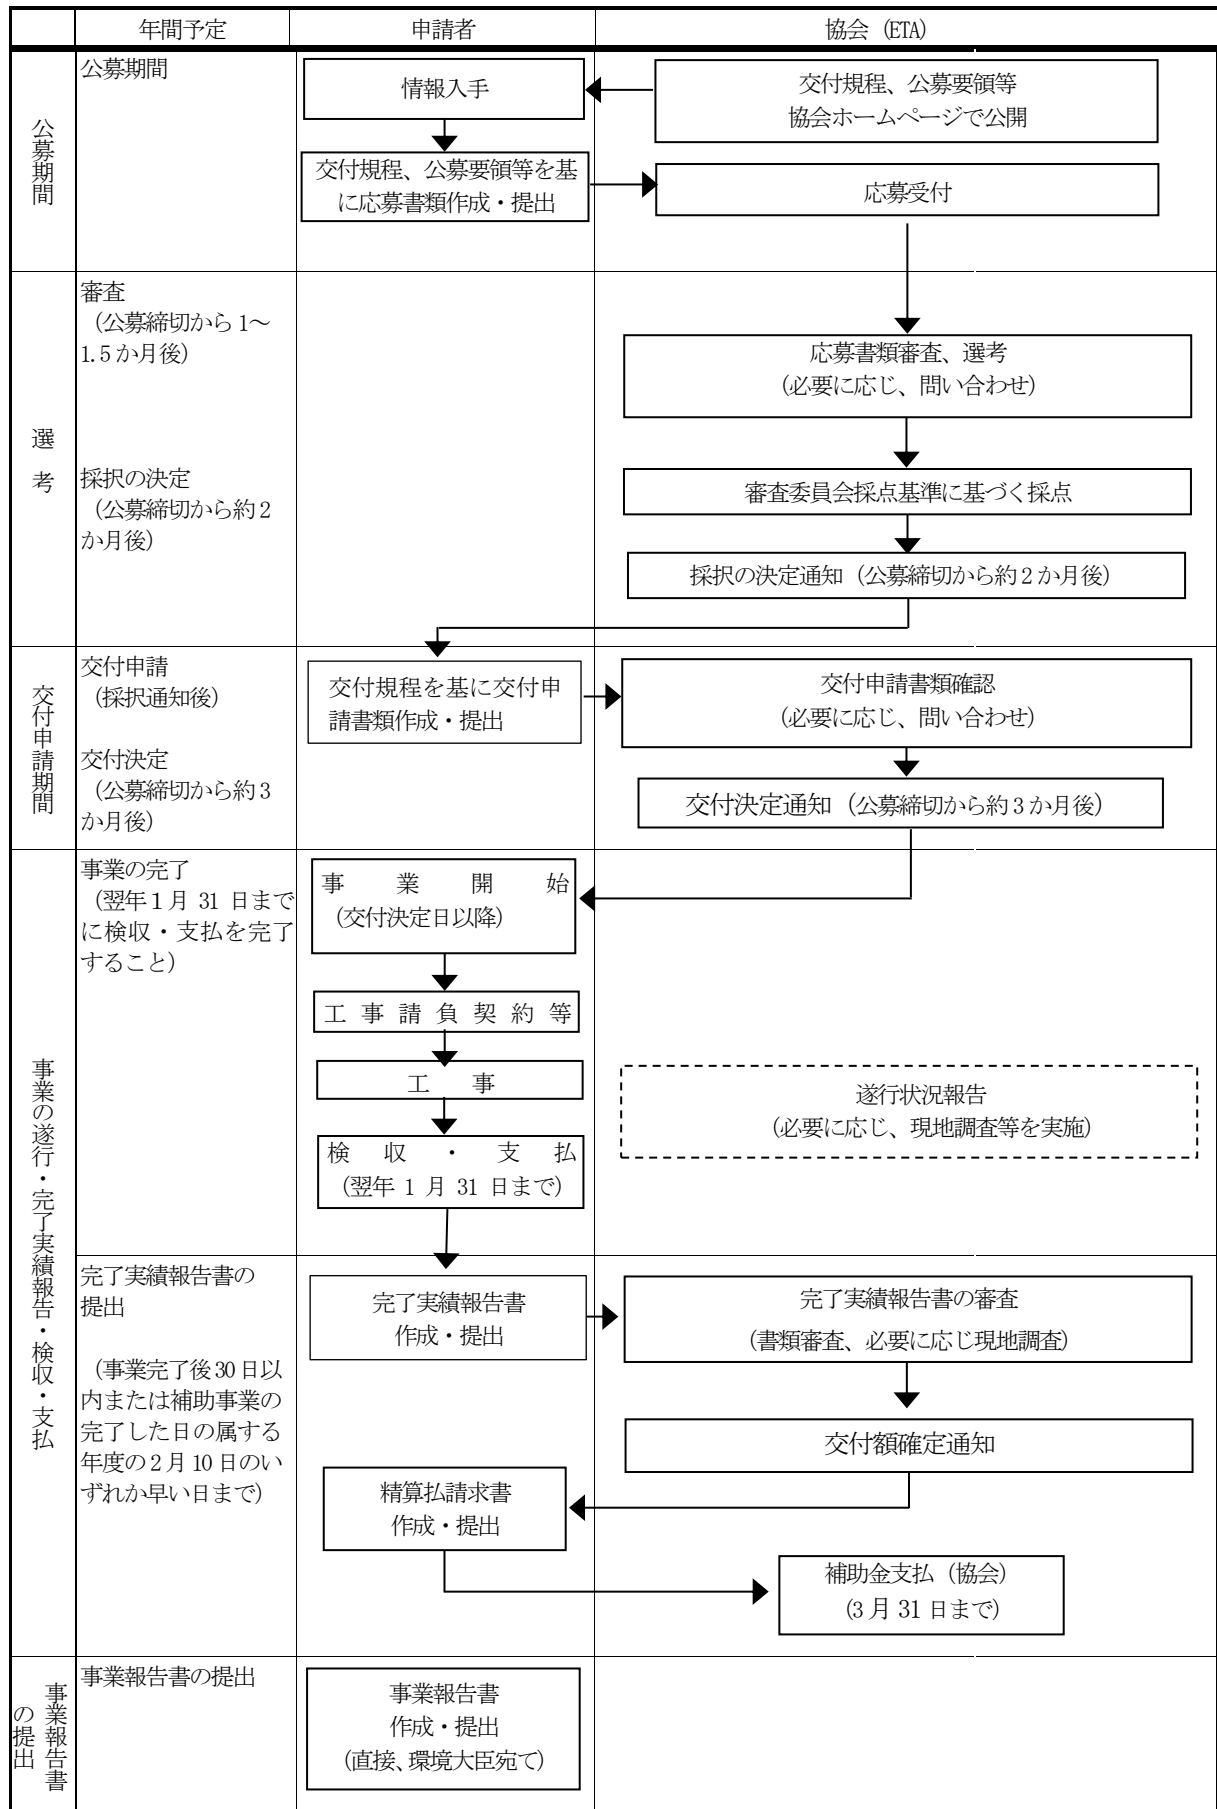 年間予定
申請者
協会（ETA）
公募期間
公募期間
情報入手
交付規程、公募要領等
協会ホームページで公開
交付規程、公募要領等を基
に応募書類作成・提出
応募受付
選考
審査
（公募締切から1～
1.5か月後）
応募書類審査、選考
（必要に応じ、問い合わせ）
採択の決定
（公募締切から約2
か月後）
審査委員会採点基準に基づく採点
採択の決定通知（公募締切から約2か月後）
交付申請期間
交付申請
（採択通知後）
交付規程を基に交付申
請書類作成・提出
交付申請書類確認
（必要に応じ、問い合わせ）
交付決定
（公募締切から約3
か月後）
交付決定通知（公募締切から約3か月後）
事業の遂行・完了実績報告・検収・支払
事業の完了
（翌年1月 31 日まで
に検収・支払を完了
すること）
事業開始
（交付決定日以降）
工事請負契約等
工事
検収・支払
（翌年 1 月 31 日まで）
遂行状況報告
（必要に応じ、現地調査等を実施）
完了実績報告書の
提出
（事業完了後30日以
内または補助事業の
完了した日の属する
年度の2月10日のい
ずれか早い日まで）
完了実績報告書
作成・提出
完了実績報告書の審査
（書類審査、必要に応じ現地調査）
交付額確定通知
精算払請求書
作成・提出
補助金支払（協会）
（3月31日まで）
事業報告書
の提出
事業報告書の提出
事業報告書
作成・提出
（直接、環境大臣宛て）